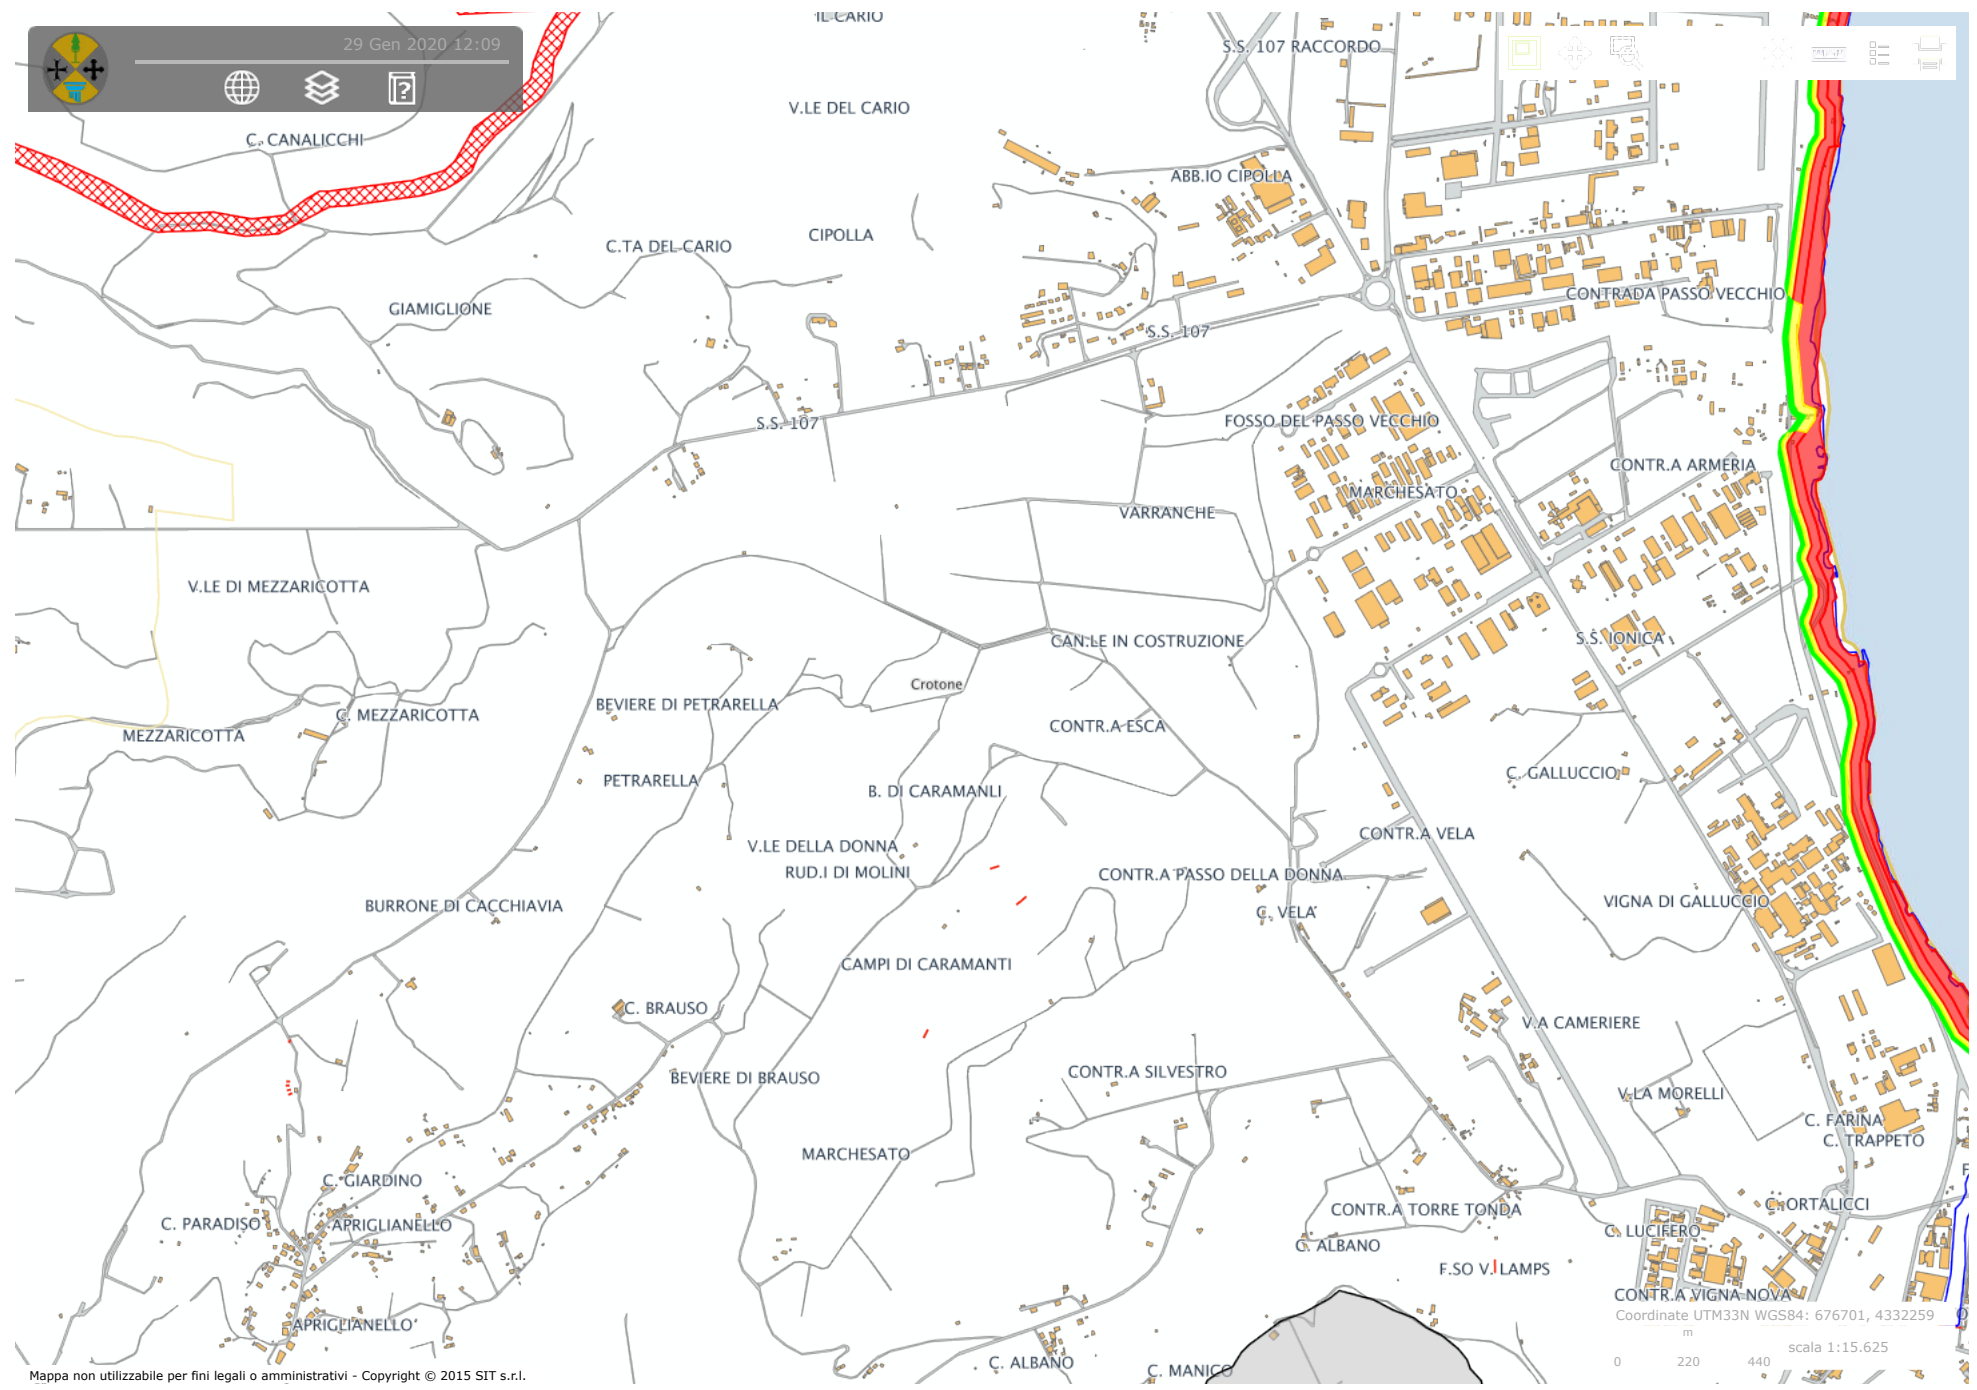 IL CARIO
29 Gen 2020 12:09
S.S. 107 RACCORDO
V.LE DEL CARIO
C. CANALICCHI
ABB.IO CIPOLLA
CIPOLLA
C.TA DEL CARIO
CONTRADA PASSO VECCHIO
GIAMIGLIONE
S.S. 107
S.S. 107
FOSSO DEL PASSO VECCHIO
CONTR.A ARMERIA
MARCHESATO
VARRANCHE
V.LE DI MEZZARICOTTA
S.S. IONICA
CAN.LE IN COSTRUZIONE
Crotone
BEVIERE DI PETRARELLA
C. MEZZARICOTTA
CONTR.A ESCA
MEZZARICOTTA
C. GALLUCCIO
PETRARELLA
B. DI CARAMANLI
CONTR.A VELA
V.LE DELLA DONNA
RUD.I DI MOLINI
CONTR.A PASSO DELLA DONNA
VIGNA DI GALLUCCIO
BURRONE DI CACCHIAVIA
C. VELA
CAMPI DI CARAMANTI
C. BRAUSO
V.A CAMERIERE
CONTR.A SILVESTRO
BEVIERE DI BRAUSO
V.LA MORELLI
C. FARINA
C. TRAPPETO
MARCHESATO
F
C. GIARDINO
C. ORTALICCI
CONTR.A TORRE TONDA
C. PARADISO
APRIGLIANELLO
C. LUCIFERO
C. ALBANO
F.SO V. LAMPS
CONTR.A VIGNA NOVA
Coordinate UTM33N WGS84: 676701, 4332259
APRIGLIANELLO
m
scala 1:15.625
0 220 440
C. ALBANO
C. MANICO
Mappa non utilizzabile per fini legali o amministrativi - Copyright © 2015 SIT s.r.l.